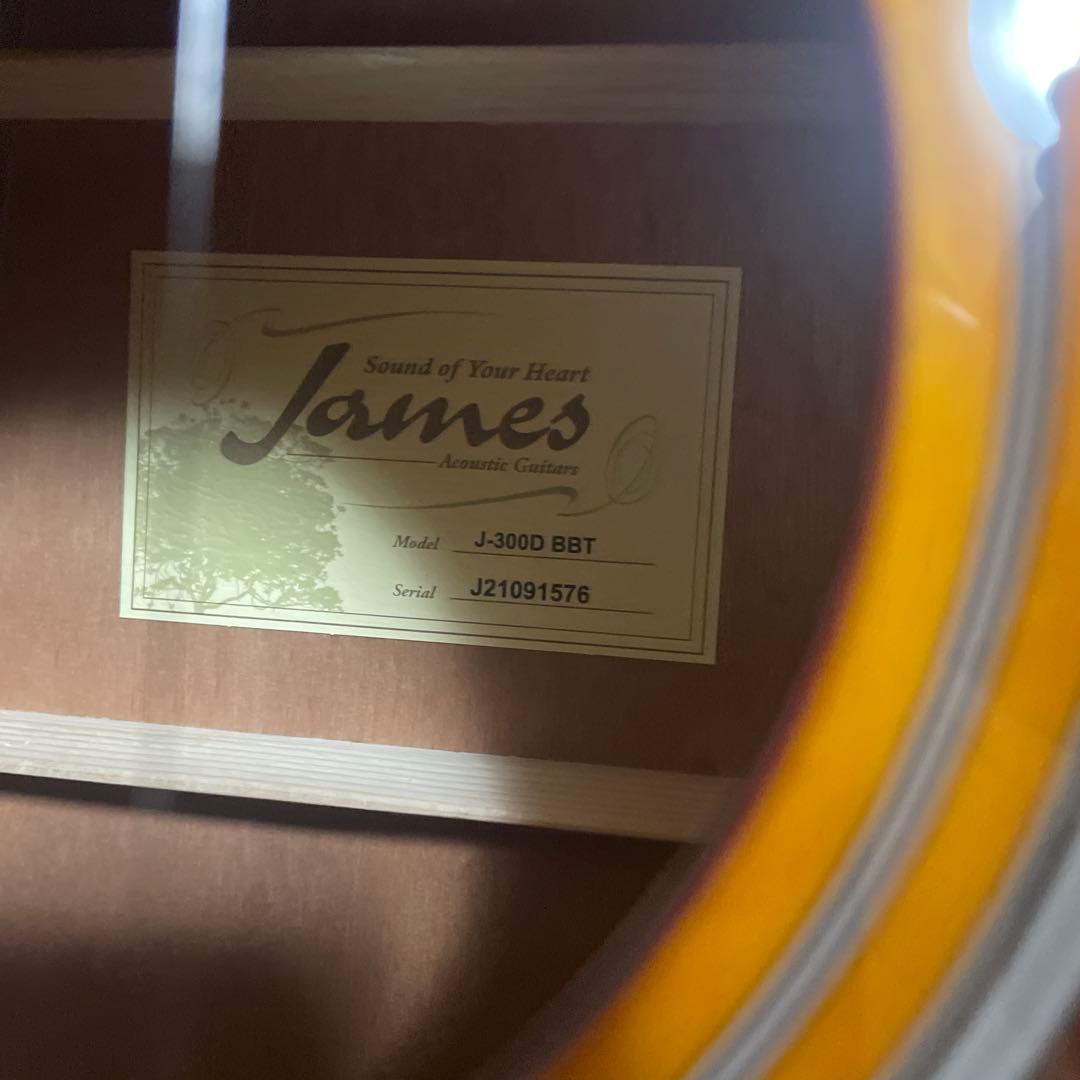 Sound of Your Heart
James
Acoustic Guitars
Model J-300D BBT
Serial J21091576